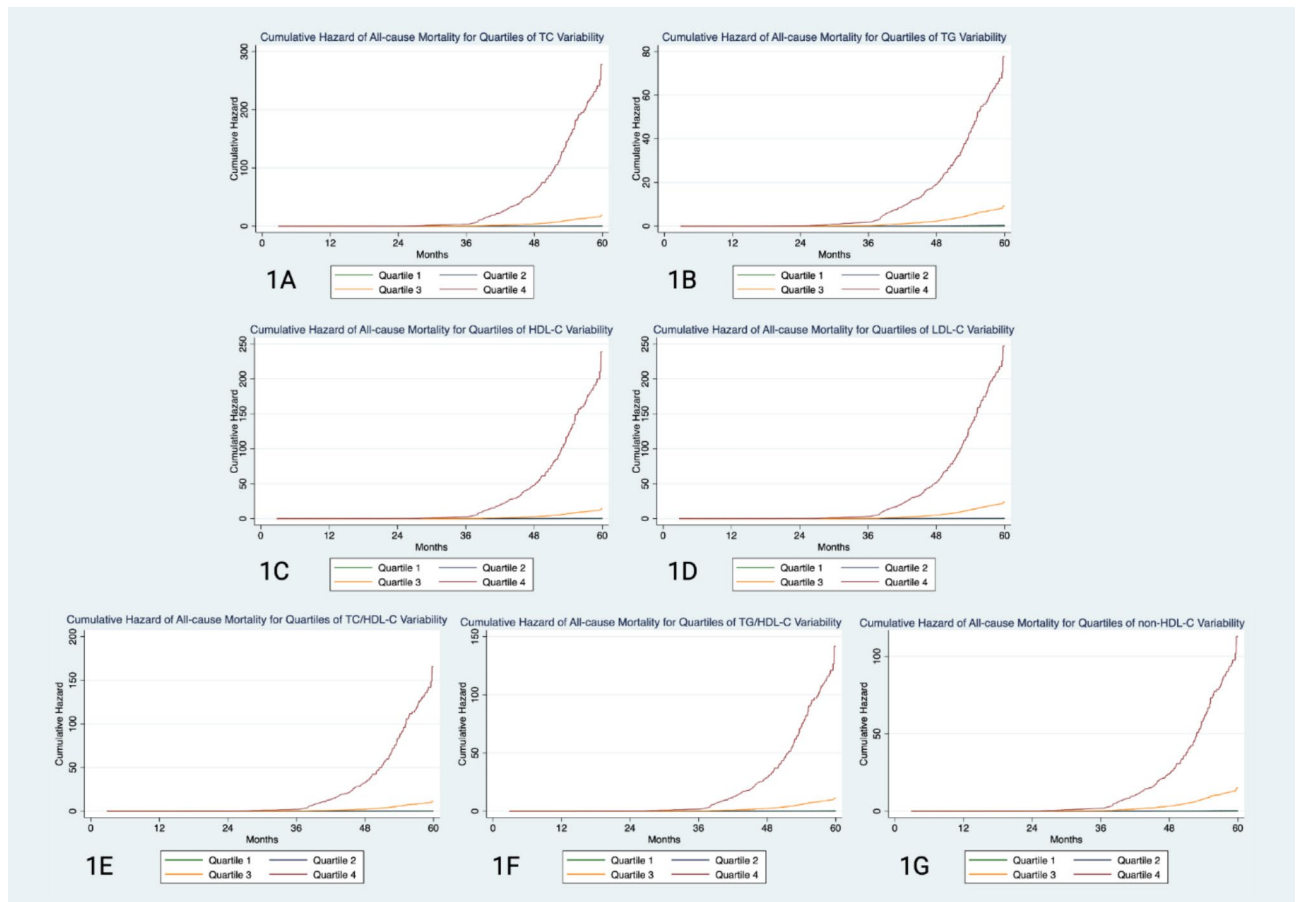 Cumulative Hazard of All-cause Mortality for Quartiles of TC Variability
Cumulative Hazard
300
200
100
0
0 12 24 36 48 60
Months
1A
Quartile 1 Quartile 2
Quartile 3 Quartile 4
Cumulative Hazard of All-cause Mortality for Quartiles of TG Variability
Cumulative Hazard
80
60
40
20
0
0 12 24 36 48 60
Months
1B
Quartile 1 Quartile 2
Quartile 3 Quartile 4
Cumulative Hazard of All-cause Mortality for Quartiles of HDL-C Variability
Cumulative Hazard
250
200
150
100
50
0
0 12 24 36 48 60
Months
1C
Quartile 1 Quartile 2
Quartile 3 Quartile 4
Cumulative Hazard of All-cause Mortality for Quartiles of LDL-C Variability
Cumulative Hazard
250
200
150
100
50
0
0 12 24 36 48 60
Months
1D
Quartile 1 Quartile 2
Quartile 3 Quartile 4
Cumulative Hazard of All-cause Mortality for Quartiles of TC/HDL-C Variability
Cumulative Hazard
200
150
100
50
0
0 12 24 36 48 60
Months
1E
Quartile 1 Quartile 2
Quartile 3 Quartile 4
Cumulative Hazard of All-cause Mortality for Quartiles of TG/HDL-C Variability
Cumulative Hazard
150
100
50
0
0 12 24 36 48 60
Months
1F
Quartile 1 Quartile 2
Quartile 3 Quartile 4
Cumulative Hazard of All-cause Mortality for Quartiles of non-HDL-C Variability
Cumulative Hazard
100
50
0
0 12 24 36 48 60
Months
1G
Quartile 1 Quartile 2
Quartile 3 Quartile 4